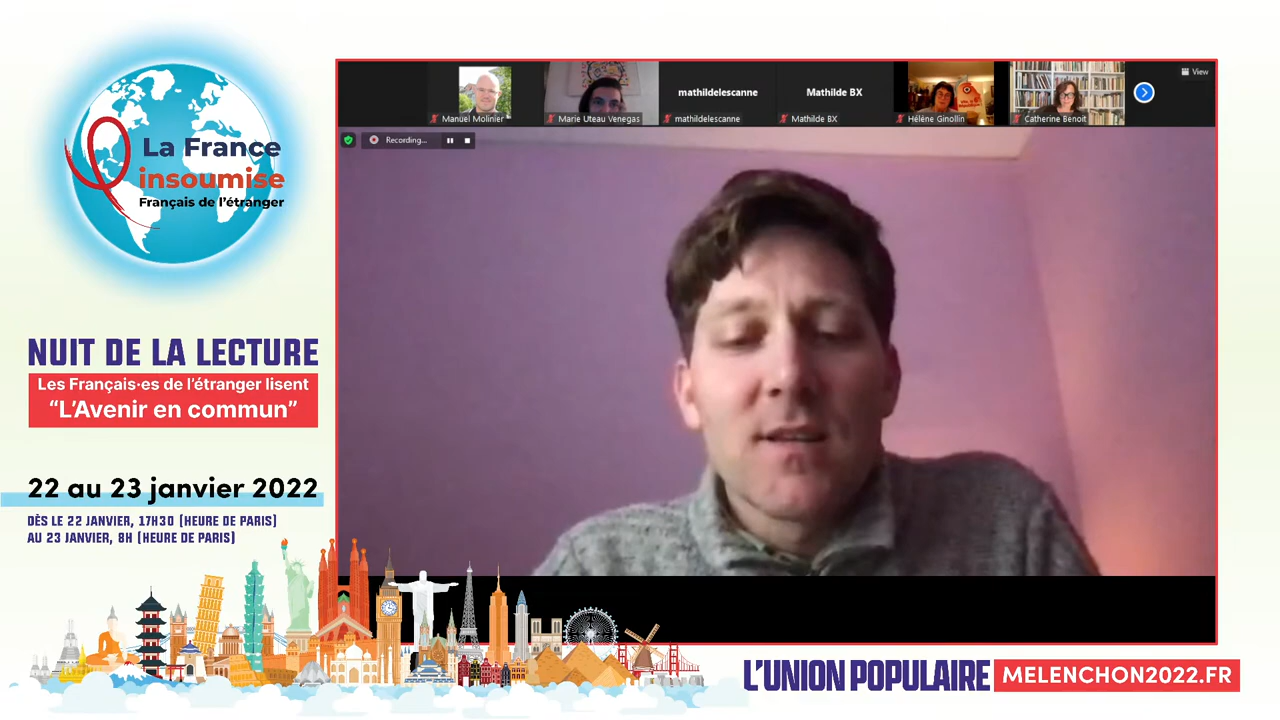 La France
insoumise
Français de l'étranger
NUIT DE LA LECTURE
Les Français·es de l'étranger lisent
“L'Avenir en commun”
22 au 23 janvier 2022
DÈS LE 22 JANVIER, 17H30 (HEURE DE PARIS)
AU 23 JANVIER, 8H (HEURE DE PARIS)
View
mathildelescanne
Mathilde BX
Manuel Molinier
Marie Uteau Venegas
mathildelescanne
Mathilde BX
Hélène Ginollin
Catherine Benoit
Recording...
L'UNION POPULAIRE
MELENCHON2022.FR